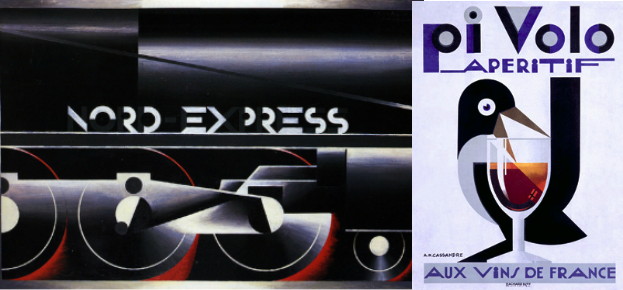 NORD EXPRESS
pi Volo
APERITIF
A.M.CASSANDRE
AUX VINS DE FRANCE